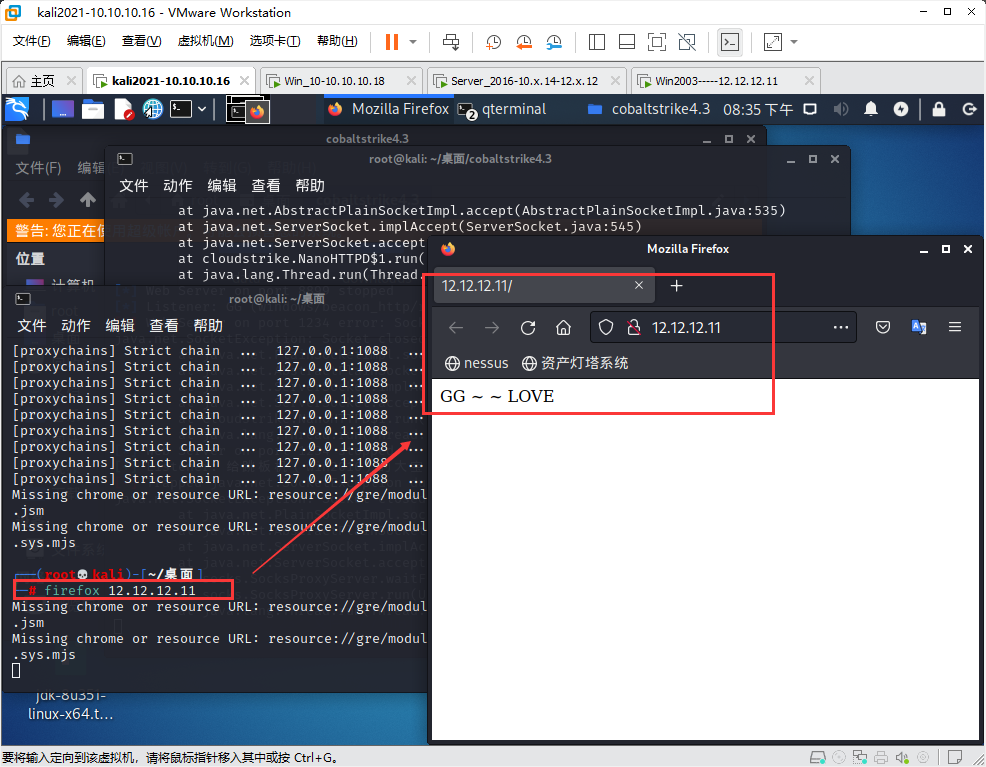 kali2021-10.10.10.16 - VMware Workstation
文件(F) 编辑(E) 查看(V) 虚拟机(M) 选项卡(T) 帮助(H)
主页 kali2021-10.10.10.16 Win_10-10.10.10.18 Server_2016-10.x.14-12.x.12 Win2003-----12.12.12.11
Mozilla Firefox 2 qterminal cobaltstrike4.3 08:35 下午
cobaltstrike4.3
文件(F) 编辑
root@kali: ~/桌面/cobaltstrike4.3
文件 动作 编辑 查看 帮助
at java.net.AbstractPlainSocketImpl.accept(AbstractPlainSocketImpl.java:535)
警告: 您正在
at java.net.ServerSocket.implAccept(ServerSocket.java:545)
at java.net.ServerSocket.accept
位置
at cloudstrike.NanoHTTPD$1.run(
at java.lang.Thread.run(Thread.
计算机
root@kali: ~/桌面
文件 动作 编辑 查看 帮助
[proxychains] Strict chain ... 127.0.0.1:1088 ...
[proxychains] Strict chain ... 127.0.0.1:1088 ...
[proxychains] Strict chain ... 127.0.0.1:1088 ...
[proxychains] Strict chain ... 127.0.0.1:1088 ...
[proxychains] Strict chain ... 127.0.0.1:1088 ...
[proxychains] Strict chain ... 127.0.0.1:1088 ...
[proxychains] Strict chain ... 127.0.0.1:1088 ...
[proxychains] Strict chain ... 127.0.0.1:1088 ...
[proxychains] Strict chain ... 127.0.0.1:1088 ...
Missing chrome or resource URL: resource://gre/modul
.jsm
Missing chrome or resource URL: resource://gre/modul
.sys.mjs
┌──(root💀kali)-[~/桌面]
└─# firefox 12.12.12.11
Missing chrome or resource URL: resource://gre/modul
.jsm
Missing chrome or resource URL: resource://gre/modul
.sys.mjs
Mozilla Firefox
12.12.12.11/
12.12.12.11
nessus 资产灯塔系统
GG ~ ~ LOVE
jdk-8u351-
linux-x64.t...
要将输入定向到该虚拟机，请将鼠标指针移入其中或按 Ctrl+G。